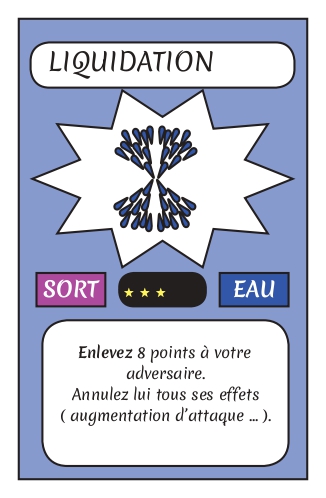 LIQUIDATION
SORT
EAU
Enlevez 8 points à votre
adversaire.
Annulez lui tous ses effets
( augmentation d'attaque ... ).